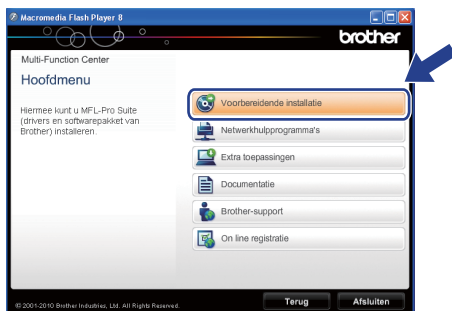 Macromedia Flash Player 8
brother
Multi-Function Center
Hoofdmenu
Hiermee kunt u MFL-Pro Suite
(drivers en softwarepakket van
Brother) installeren.
Voorbereidende installatie
Netwerkhulpprogramma's
Extra toepassingen
Documentatie
Brother-support
On line registratie
© 2001-2010 Brother Industries, Ltd. All Rights Reserved.
Terug
Afsluiten